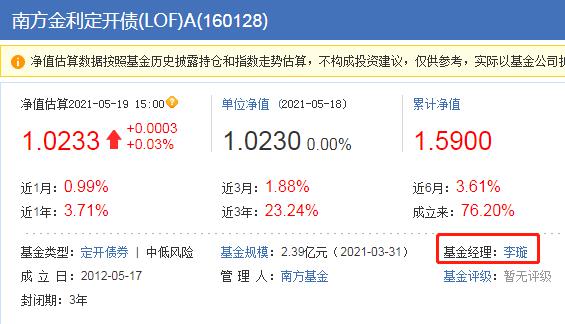 南方金利定开债(LOF)A(160128)
净值估算数据按照基金历史披露持仓和指数走势估算，不构成投资建议，仅供参考，实际以基金公司披
净值估算2021-05-19 15:00 单位净值 (2021-05-18) 累计净值
1.0233 +0.0003 +0.03% 1.0230 0.00% 1.5900
近1月：0.99% 近3月：1.88% 近6月：3.61%
近1年：3.71% 近3年：23.24% 成立来：76.20%
基金类型：定开债券 | 中低风险 基金规模：2.39亿元（2021-03-31） 基金经理：李璇
成 立 日：2012-05-17 管 理 人：南方基金 基金评级：暂无评级
封闭期：3年